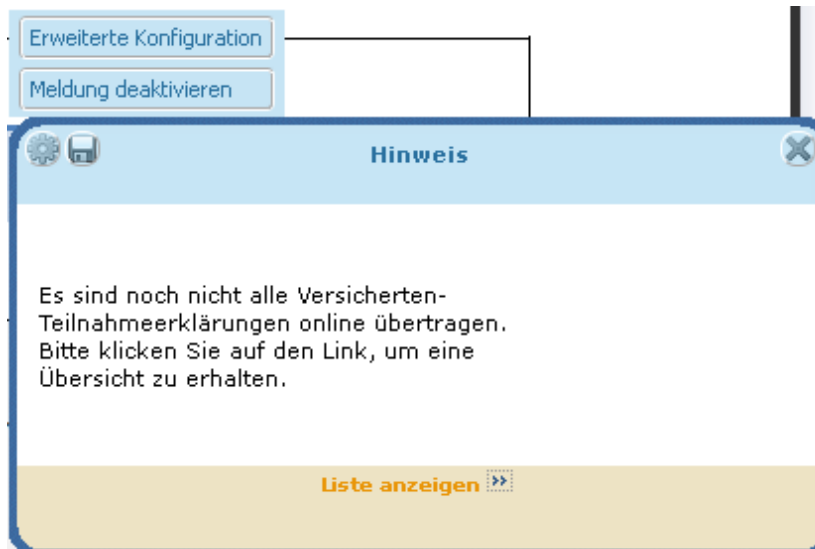 Erweiterte Konfiguration
Meldung deaktivieren
Hinweis
Es sind noch nicht alle Versicherten-
Teilnahmeerklärungen online übertragen.
Bitte klicken Sie auf den Link, um eine
Übersicht zu erhalten.
Liste anzeigen >>